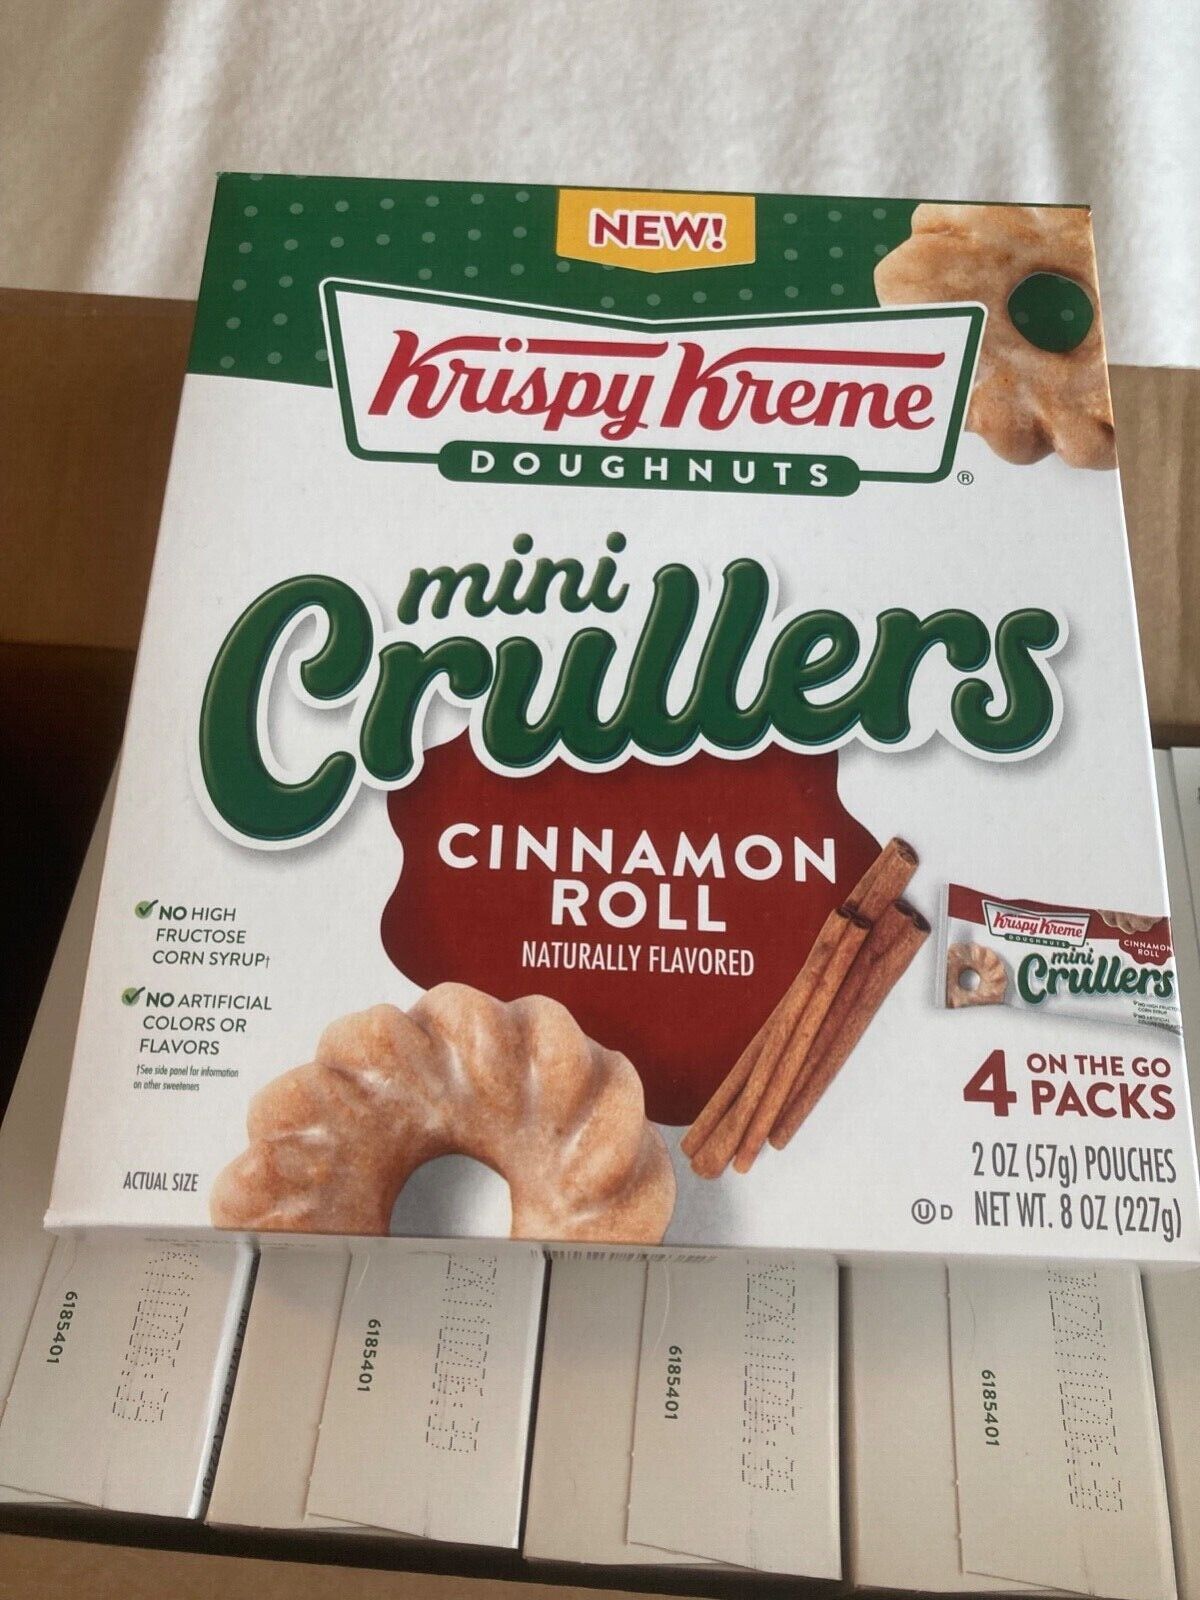 NEW!
Krispy Kreme
DOUGHNUTS
®
mini
Crullers
CINNAMON
ROLL
NATURALLY FLAVORED
NO HIGH
FRUCTOSE
CORN SYRUP†
NO ARTIFICIAL
COLORS OR
FLAVORS
†See side panel for information
on other sweeteners
ACTUAL SIZE
Krispy Kreme
DOUGHNUTS
CINNAMON
ROLL
mini
Crullers
4 ON THE GO
PACKS
2 OZ (57g) POUCHES
Ⓤ D NET WT. 8 OZ (227g)
6185401
6185401
6185401
6185401